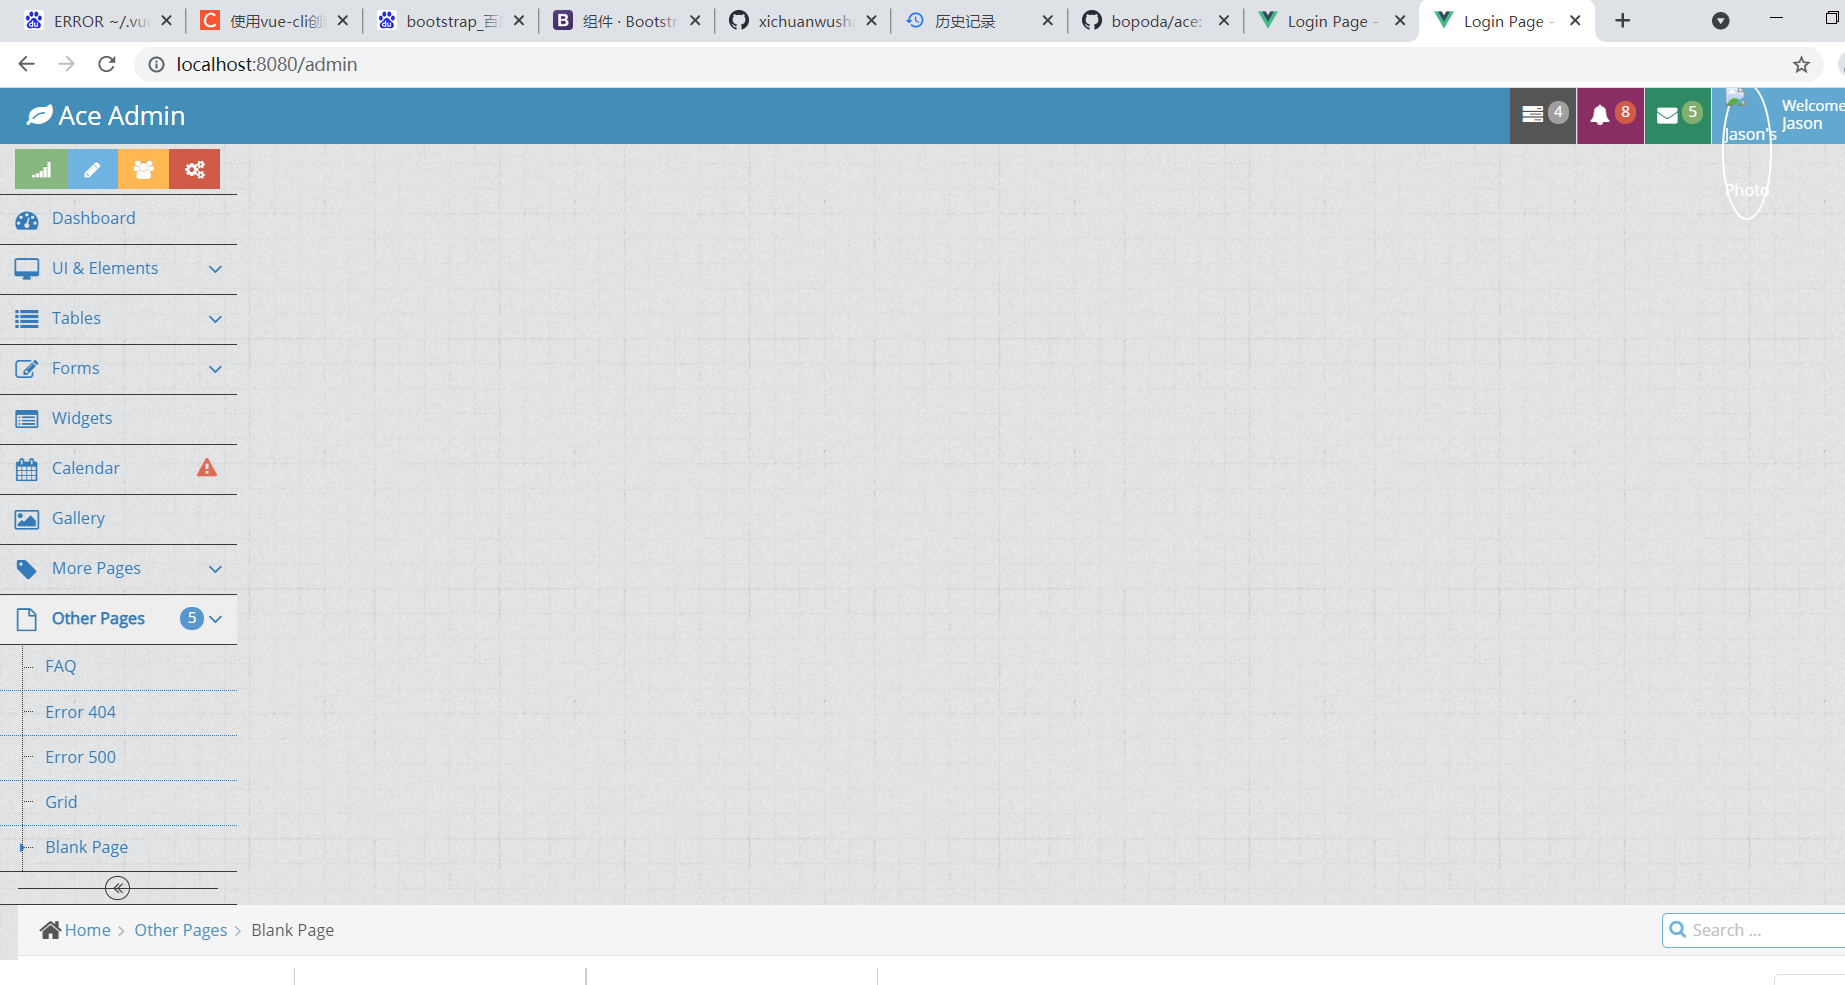 ERROR ~/.vue
使用vue-cli创
bootstrap_百
组件 · Bootstr
xichuanwusha
历史记录
bopoda/ace:
Login Page -
Login Page -
localhost:8080/admin
Ace Admin
4
8
5
Jason's
Photo
Welcome
Jason
Dashboard
UI & Elements
Tables
Forms
Widgets
Calendar
Gallery
More Pages
Other Pages 5
FAQ
Error 404
Error 500
Grid
Blank Page
Home Other Pages Blank Page
Search ...